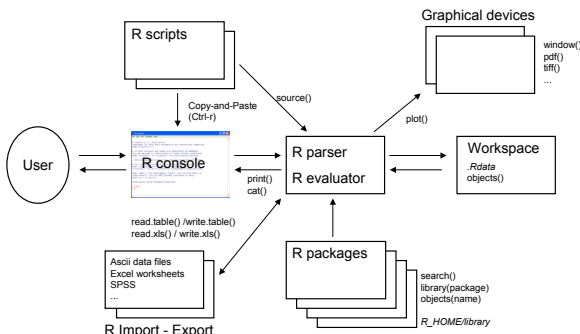 Graphical devices
R scripts
window()
pdf()
tiff()
...
source()
Copy-and-Paste
(Ctrl-r)
plot()
User
R console
R parser
R evaluator
Workspace
.Rdata
objects()
print()
cat()
read.table() /write.table()
read.xls() / write.xls()
Ascii data files
Excel worksheets
SPSS
...
R Import - Export
R packages
search()
library(package)
objects(name)
R_HOME/library